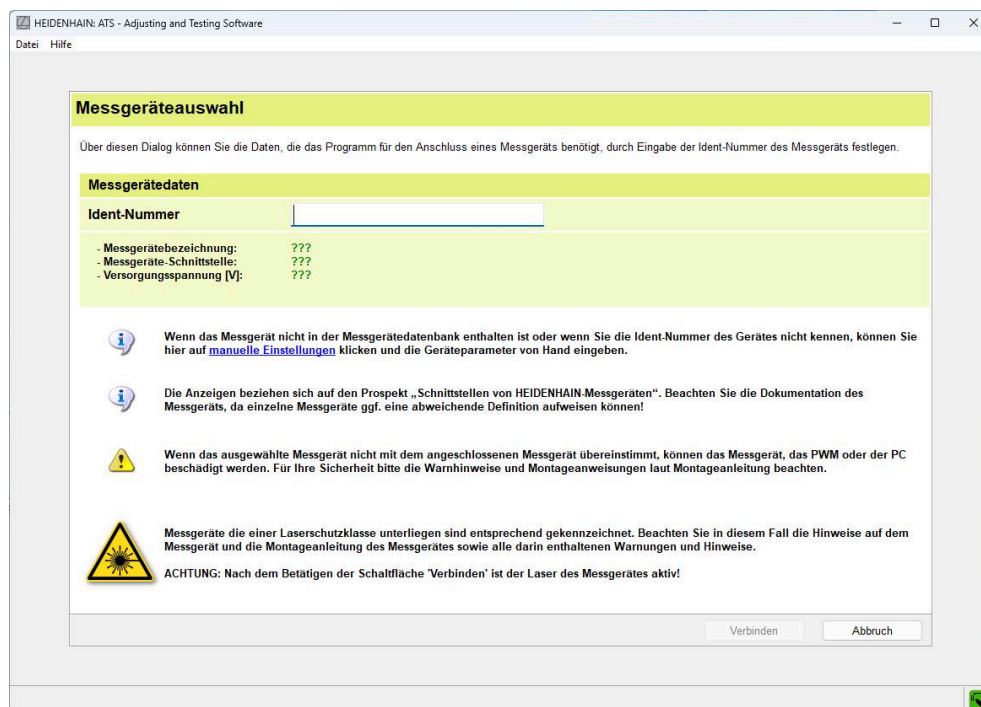 HEIDENHAIN: ATS - Adjusting and Testing Software
Datei Hilfe
Messgeräteauswahl
Über diesen Dialog können Sie die Daten, die das Programm für den Anschluss eines Messgeräts benötigt, durch Eingabe der Ident-Nummer des Messgeräts festlegen.
Messgerätedaten
Ident-Nummer
- Messgerätebezeichnung: ???
- Messgeräte-Schnittstelle: ???
- Versorgungsspannung [V]: ???
Wenn das Messgerät nicht in der Messgerätedatenbank enthalten ist oder wenn Sie die Ident-Nummer des Gerätes nicht kennen, können Sie
hier auf manuelle Einstellungen klicken und die Geräteparameter von Hand eingeben.
Die Anzeigen beziehen sich auf den Prospekt „Schnittstellen von HEIDENHAIN-Messgeräten“. Beachten Sie die Dokumentation des
Messgeräts, da einzelne Messgeräte ggf. eine abweichende Definition aufweisen können!
Wenn das ausgewählte Messgerät nicht mit dem angeschlossenen Messgerät übereinstimmt, können das Messgerät, das PWM oder der PC
beschädigt werden. Für Ihre Sicherheit bitte die Warnhinweise und Montageanweisungen laut Montageanleitung beachten.
Messgeräte die einer Laserschutzklasse unterliegen sind entsprechend gekennzeichnet. Beachten Sie in diesem Fall die Hinweise auf dem
Messgerät und die Montageanleitung des Messgerätes sowie alle darin enthaltenen Warnungen und Hinweise.
ACHTUNG: Nach dem Betätigen der Schaltfläche 'Verbinden' ist der Laser des Messgerätes aktiv!
Verbinden Abbruch